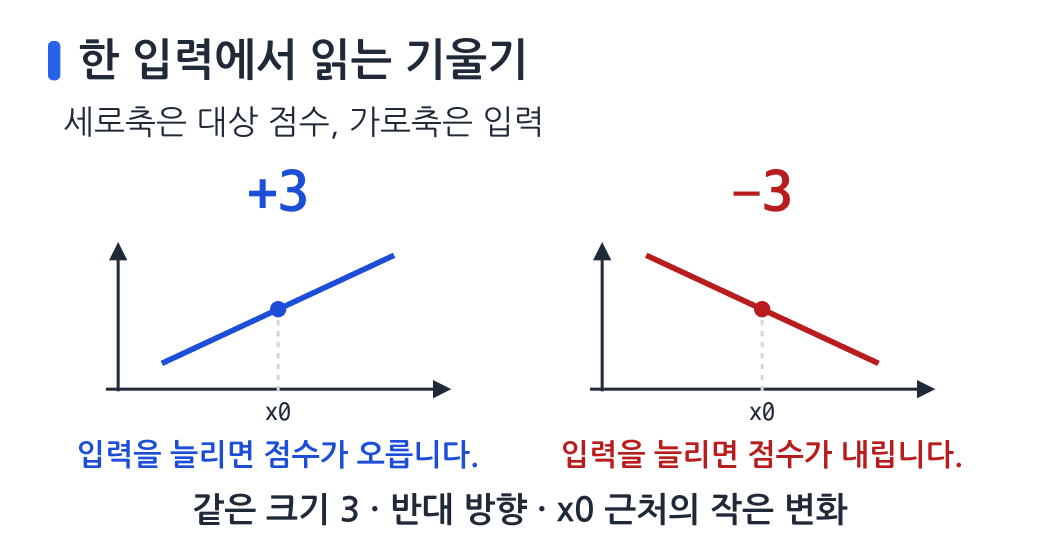 한 입력에서 읽는 기울기
세로축은 대상 점수, 가로축은 입력
+3
−3
x0
x0
입력을 늘리면 점수가 오릅니다.
입력을 늘리면 점수가 내립니다.
같은 크기 3 · 반대 방향 · x0 근처의 작은 변화